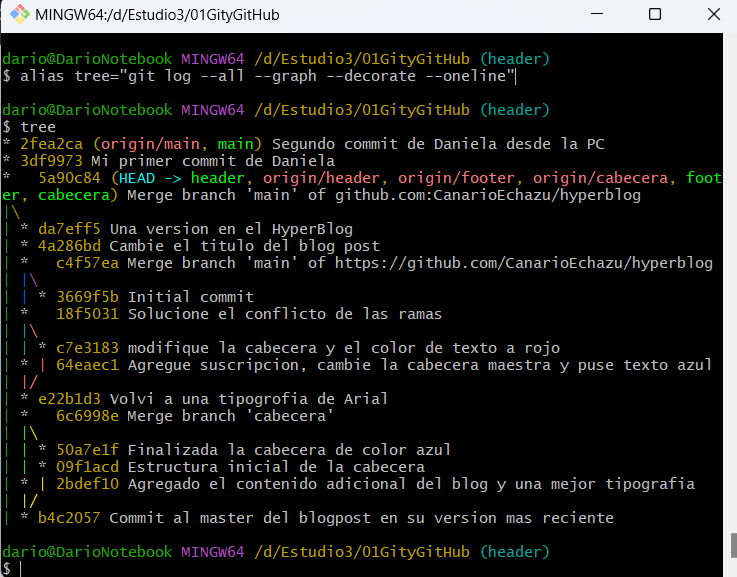 MINGW64:/d/Estudio3/01GityGitHub
dario@DarioNotebook MINGW64 /d/Estudio3/01GityGitHub (header)
$ alias tree="git log --all --graph --decorate --oneline"
dario@DarioNotebook MINGW64 /d/Estudio3/01GityGitHub (header)
$ tree
* 2fea2ca (origin/main, main) Segundo commit de Daniela desde la PC
* 3df9973 Mi primer commit de Daniela
*   5a90c84 (HEAD -> header, origin/header, origin/footer, origin/cabecera, foot
er, cabecera) Merge branch 'main' of github.com:CanarioEchazu/hyperblog
|\
| * da7eff5 Una version en el HyperBlog
| * 4a286bd Cambie el titulo del blog post
| *   c4f57ea Merge branch 'main' of https://github.com/CanarioEchazu/hyperblog
| |\
| | * 3669f5b Initial commit
| *   18f5031 Solucione el conflicto de las ramas
| |\
| | * c7e3183 modifique la cabecera y el color de texto a rojo
| * | 64eaec1 Agregue suscripcion, cambie la cabecera maestra y puse texto azul
| |/
| * e22b1d3 Volvi a una tipogrofia de Arial
| *   6c6998e Merge branch 'cabecera'
| |\
| | * 50a7e1f Finalizada la cabecera de color azul
| | * 09f1acd Estructura inicial de la cabecera
| * | 2bdef10 Agregado el contenido adicional del blog y una mejor tipografia
| |/
| * b4c2057 Commit al master del blogpost en su version mas reciente
dario@DarioNotebook MINGW64 /d/Estudio3/01GityGitHub (header)
$